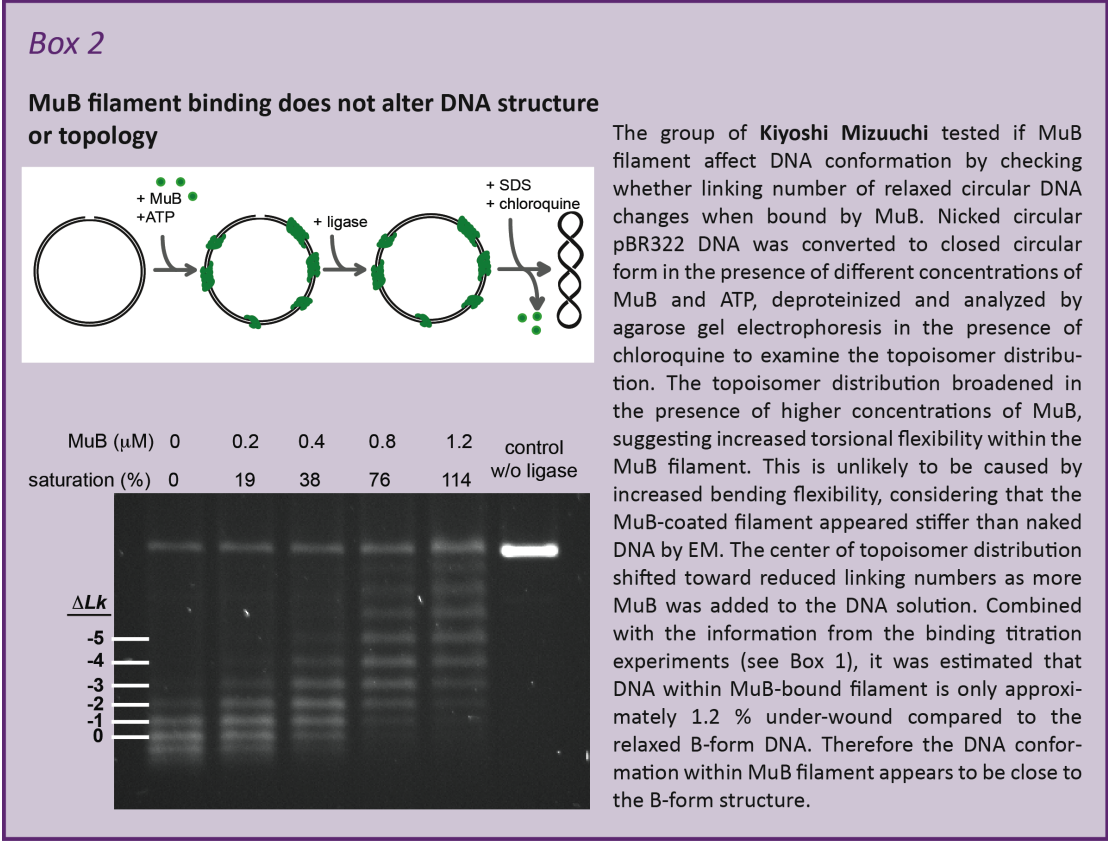 Box 2
MuB filament binding does not alter DNA structure
or topology
+ MuB
+ATP
+ ligase
+ SDS
+ chloroquine
MuB (μM) 0 0.2 0.4 0.8 1.2 control
w/o ligase
saturation (%) 0 19 38 76 114
ΔLk
-5
-4
-3
-2
-1
0
The group of Kiyoshi Mizuuchi tested if MuB
filament affect DNA conformation by checking
whether linking number of relaxed circular DNA
changes when bound by MuB. Nicked circular
pBR322 DNA was converted to closed circular
form in the presence of different concentrations of
MuB and ATP, deproteinized and analyzed by
agarose gel electrophoresis in the presence of
chloroquine to examine the topoisomer distribu-
tion. The topoisomer distribution broadened in
the presence of higher concentrations of MuB,
suggesting increased torsional flexibility within the
MuB filament. This is unlikely to be caused by
increased bending flexibility, considering that the
MuB-coated filament appeared stiffer than naked
DNA by EM. The center of topoisomer distribution
shifted toward reduced linking numbers as more
MuB was added to the DNA solution. Combined
with the information from the binding titration
experiments (see Box 1), it was estimated that
DNA within MuB-bound filament is only approxi-
mately 1.2 % under-wound compared to the
relaxed B-form DNA. Therefore the DNA confor-
mation within MuB filament appears to be close to
the B-form structure.